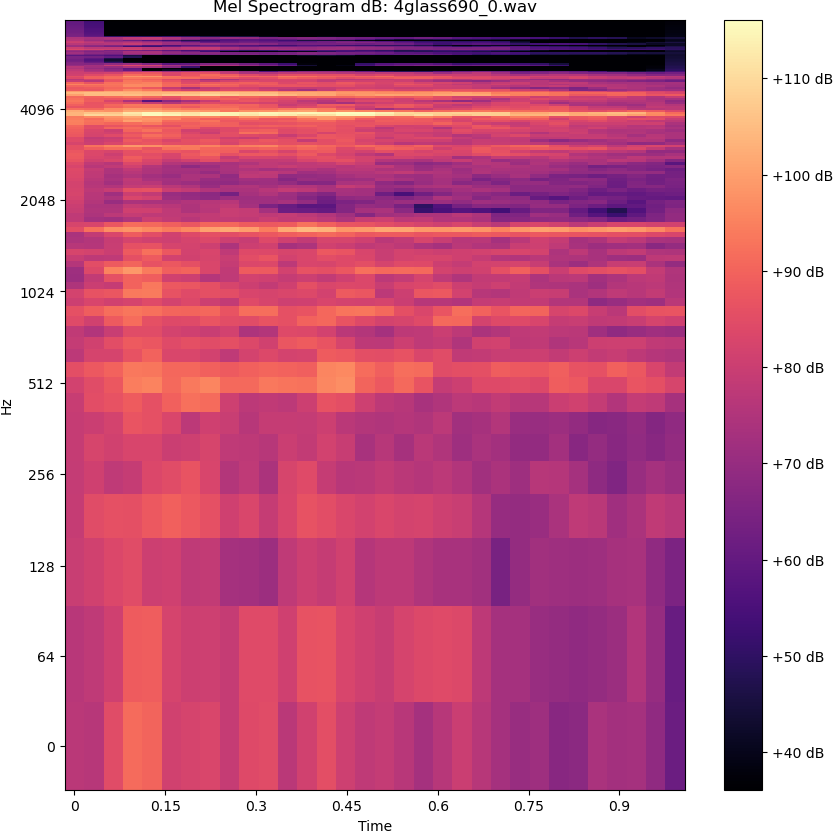 Mel Spectrogram dB: 4glass690_0.wav
+110 dB
4096
+100 dB
2048
+90 dB
1024
+80 dB
512
Hz
+70 dB
256
+60 dB
128
+50 dB
64
+40 dB
0
0 0.15 0.3 0.45 0.6 0.75 0.9
Time